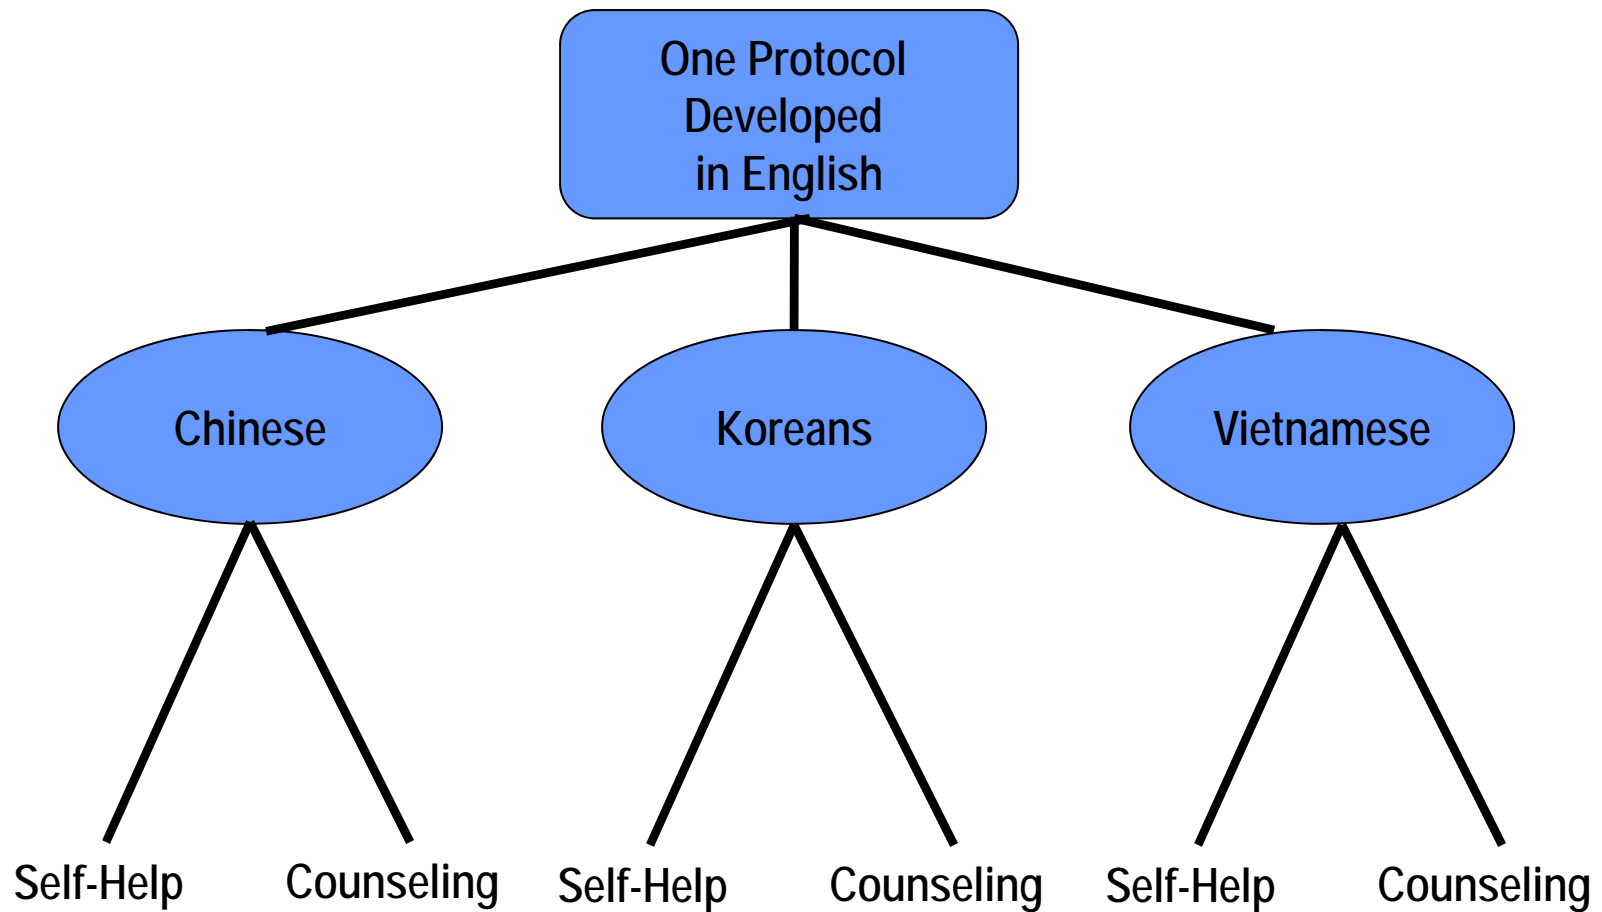 One Protocol
Developed
in English
Chinese
Koreans
Vietnamese
Self-Help
Counseling
Self-Help
Counseling
Self-Help
Counseling